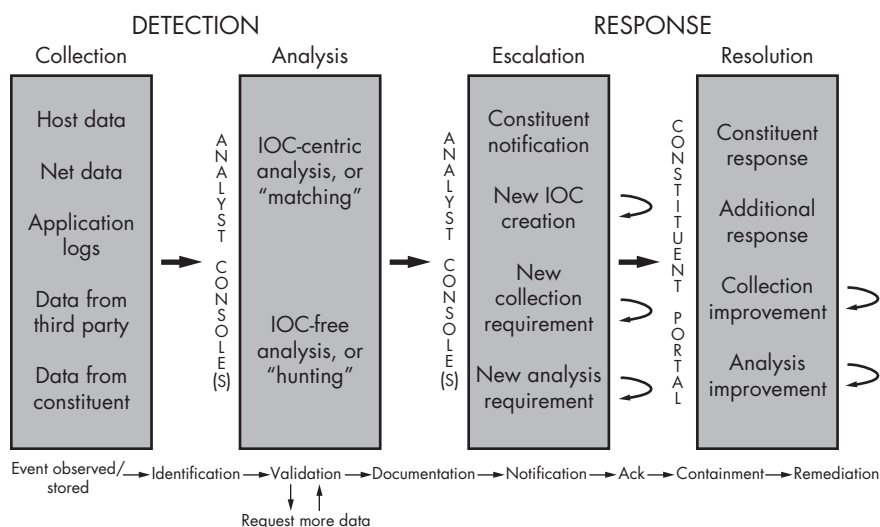 DETECTION
RESPONSE
Collection
Analysis
Escalation
Resolution
Host data
Net data
Application
logs
Data from
third party
Data from
constituent
ANALYST CONSOLE(S)
IOC-centric
analysis, or
“matching”
IOC-free
analysis, or
“hunting”
ANALYST CONSOLE(S)
Constituent
notification
New IOC
creation
New
collection
requirement
New analysis
requirement
CONSTITUENT PORTAL
Constituent
response
Additional
response
Collection
improvement
Analysis
improvement
Event observed/
stored
Identification
Validation
Documentation
Notification
Ack
Containment
Remediation
Request more data